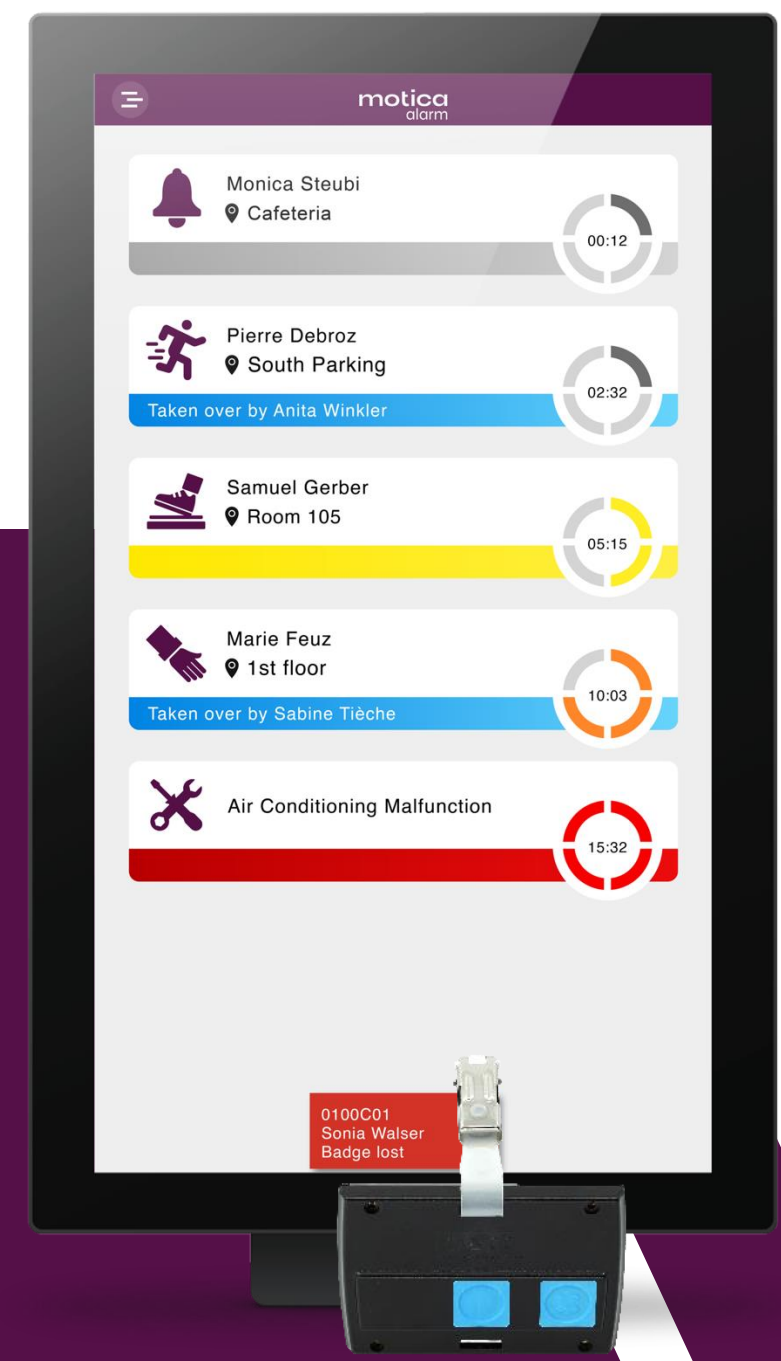 motica
alarm
Monica Steubi
Cafeteria
00:12
Pierre Debroz
South Parking
02:32
Taken over by Anita Winkler
Samuel Gerber
Room 105
05:15
Marie Feuz
1st floor
10:03
Taken over by Sabine Tièche
Air Conditioning Malfunction
15:32
0100C01
Sonia Walser
Badge lost